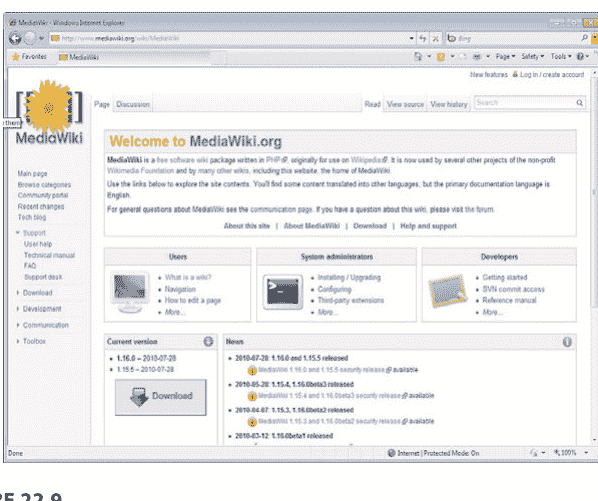 MediaWiki - Windows Internet Explorer
http://www.mediawiki.org/wiki/MediaWiki
Bing
Favorites MediaWiki
Page Safety Tools
New features Log in / create account
Page Discussion Read View source View history Search
MediaWiki
Main page
Browse categories
Community portal
Recent changes
Tech blog
Support
User help
Technical manual
FAQ
Support desk
Download
Development
Communication
Toolbox
Welcome to MediaWiki.org
MediaWiki is a free software wiki package written in PHP, originally for use on Wikipedia. It is now used by several other projects of the non-profit
Wikimedia Foundation and by many other wikis, including this website, the home of MediaWiki.
Use the links below to explore the site contents. You'll find some content translated into other languages, but the primary documentation language is
English.
For general questions about MediaWiki see the communication page. If you have a question about this wiki, please visit the forum.
About this site | About MediaWiki | Download | Help and support
Users
What is a wiki?
Navigation
How to edit a page
More...
System administrators
Installing / Upgrading
Configuring
Third-party extensions
More...
Developers
Getting started
SVN commit access
Reference manual
More...
Current version
1.16.0 – 2010-07-28
1.15.5 – 2010-07-28
Download
News
2010-07-28: 1.16.0 and 1.15.5 released
MediaWiki 1.16.0 and 1.15.5 security release available
2010-05-28: 1.15.4, 1.16.0beta3 released
MediaWiki 1.15.4 and 1.16.0beta3 security release available
2010-04-07: 1.15.3, 1.16.0beta2 released
MediaWiki 1.15.3 and 1.16.0beta2 security release available
2010-03-12: 1.16.0beta1 released
Done Internet | Protected Mode: On 100%
RE 22.9